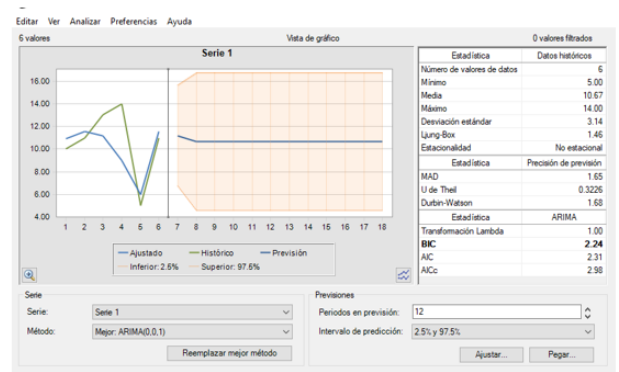 Editar Ver Analizar Preferencias Ayuda
6 valores Vista de gráfico 0 valores filtrados
Serie 1
16.00
14.00
12.00
10.00
8.00
6.00
4.00
1 2 3 4 5 6 7 8 9 10 11 12 13 14 15 16 17 18
Ajustado Histórico Previsión
Inferior: 2.5% Superior: 97.5%
Estadística Datos históricos
Número de valores de datos 6
Mínimo 5.00
Media 10.67
Máximo 14.00
Desviación estándar 3.14
Ljung-Box 1.46
Estacionalidad No estacional
Estadística Precisión de previsión
MAD 1.65
U de Theil 0.3226
Durbin-Watson 1.68
Estadística ARIMA
Transformación Lambda 1.00
BIC 2.24
AIC 2.31
AICc 2.98
Serie
Serie: Serie 1
Método: Mejor: ARIMA(0,0,1)
Reemplazar mejor método
Previsiones
Periodos en previsión: 12
Intervalo de predicción: 2.5% y 97.5%
Ajustar... Pegar...